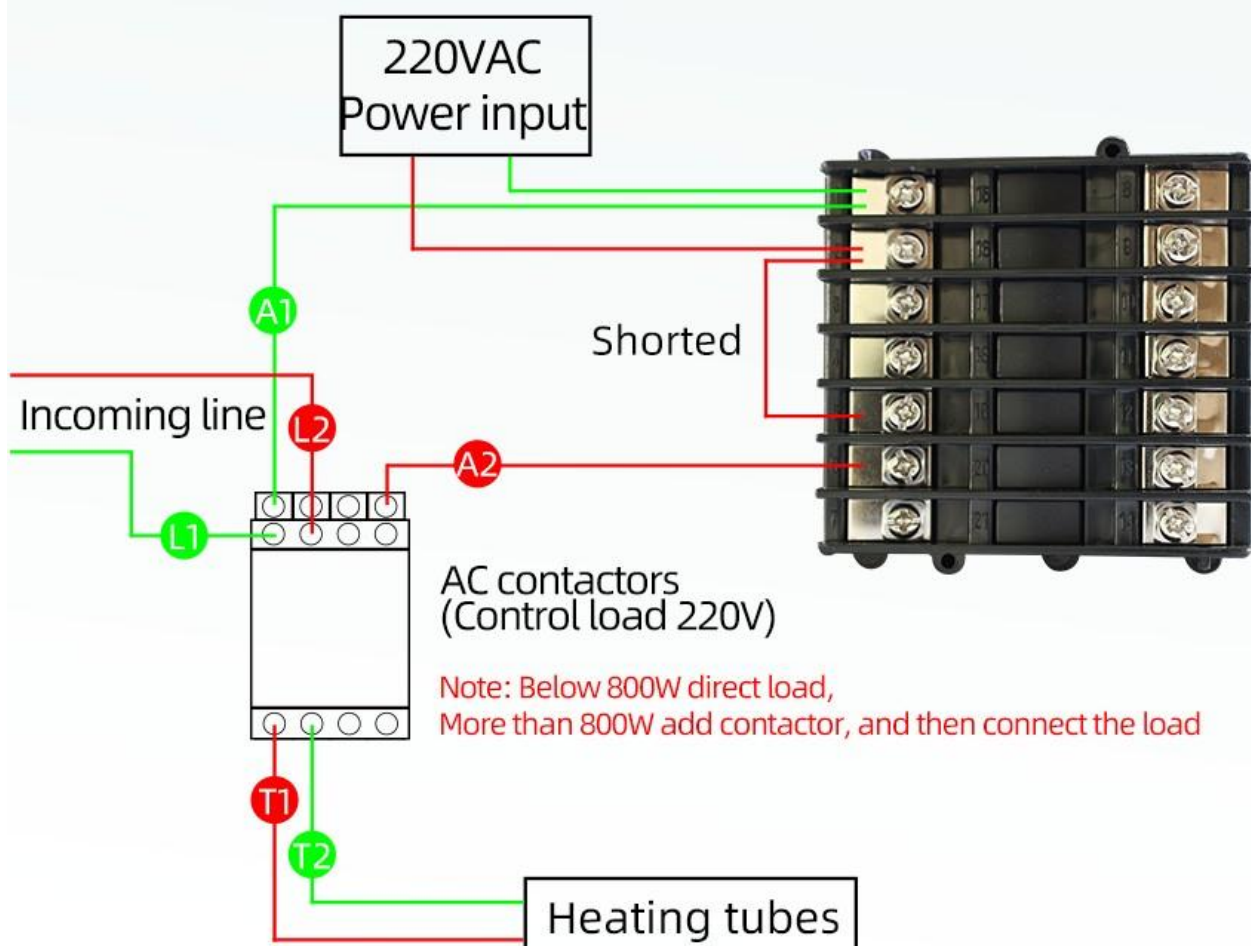 220VAC
Power input
A1
Shorted
Incoming line
L2
A2
L1
AC contactors
(Control load 220V)
Note: Below 800W direct load,
More than 800W add contactor, and then connect the load
T1
T2
Heating tubes